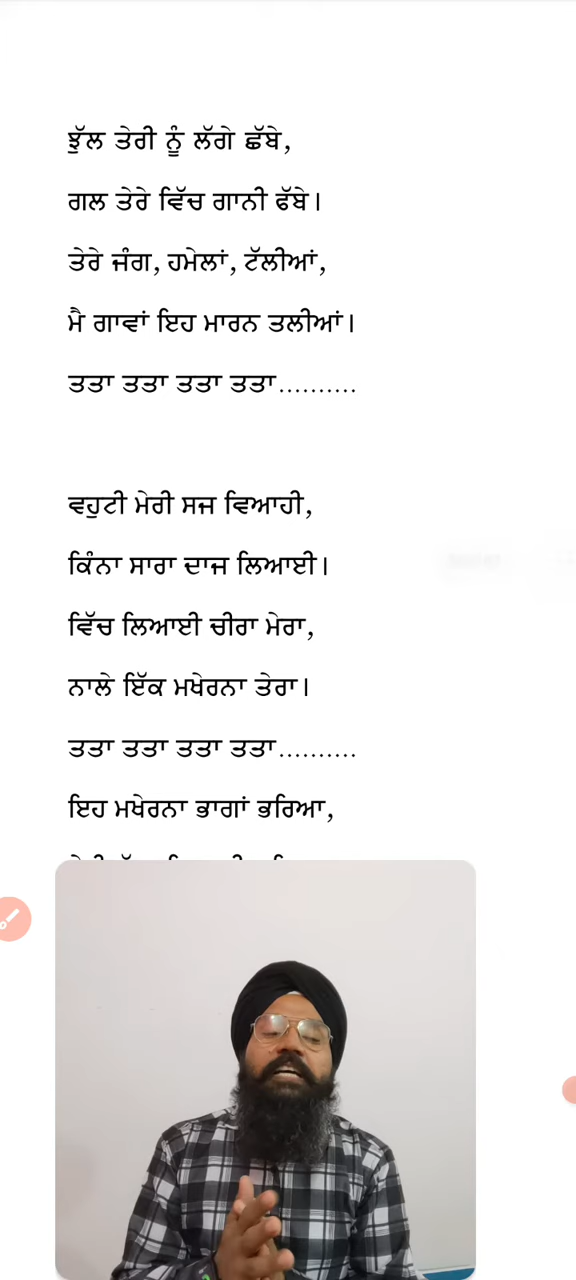 ਝੁੱਲ ਤੇਰੀ ਨੂੰ ਲੱਗੇ ਛੱਬੇ,
ਗਲ ਤੇਰੇ ਵਿੱਚ ਗਾਨੀ ਫੱਬੇ।
ਤੇਰੇ ਜੰਗ, ਹਮੇਲਾਂ, ਟੱਲੀਆਂ,
ਮੈ ਗਾਵਾਂ ਇਹ ਮਾਰਨ ਤਲੀਆਂ।
ਤਤਾ ਤਤਾ ਤਤਾ ਤਤਾ..........
ਵਹੁਟੀ ਮੇਰੀ ਸਜ ਵਿਆਹੀ,
ਕਿੰਨਾ ਸਾਰਾ ਦਾਜ ਲਿਆਈ।
ਵਿੱਚ ਲਿਆਈ ਚੀਰਾ ਮੇਰਾ,
ਨਾਲੇ ਇੱਕ ਮਖੇਰਨਾ ਤੇਰਾ।
ਤਤਾ ਤਤਾ ਤਤਾ ਤਤਾ..........
ਇਹ ਮਖੇਰਨਾ ਭਾਗਾਂ ਭਰਿਆ,